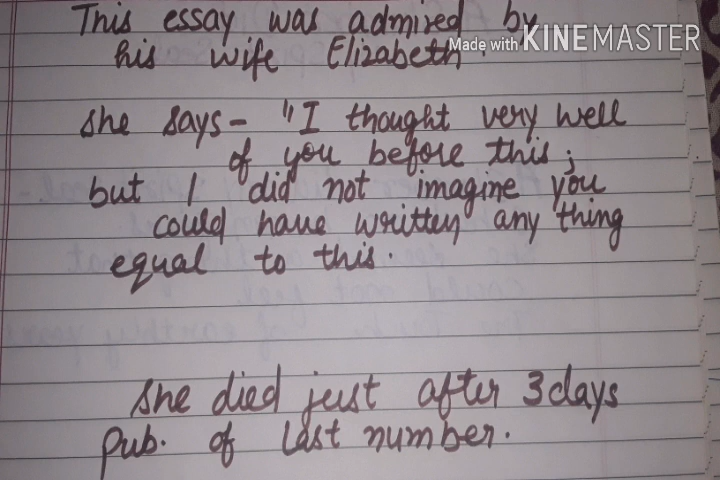 This essay was admired by
Made with KINEMASTER
his wife Elizabeth.
she says- "I thought very well
of you before this;
but I did not imagine you
could have written any thing
equal to this.
she died just after 3 days
pub. of last number.